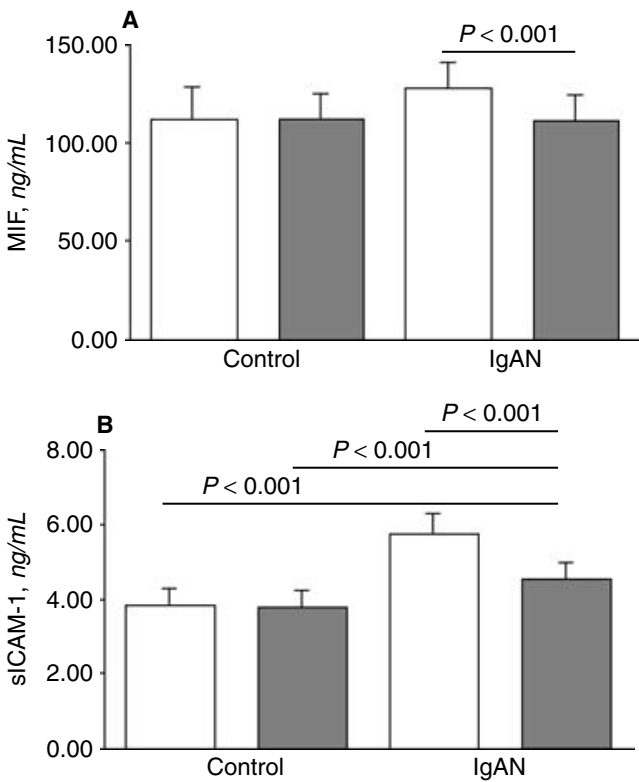 A
150.00
P < 0.001
100.00
MIF, ng/mL
50.00
0.00
Control IgAN
B
P < 0.001
8.00
P < 0.001
P < 0.001
6.00
sICAM-1, ng/mL
4.00
2.00
0.00
Control IgAN